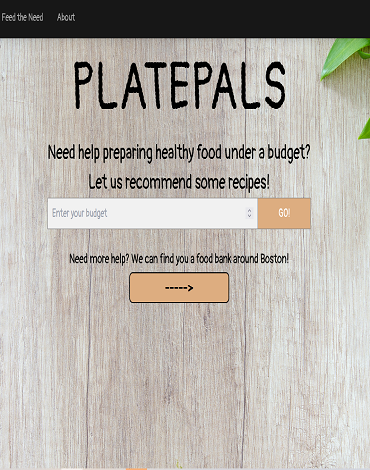 Feed the Need About
PLATEPALS
Need help preparing healthy food under a budget?
Let us recommend some recipes!
Enter your budget GO!
Need more help? We can find you a food bank around Boston!
----->